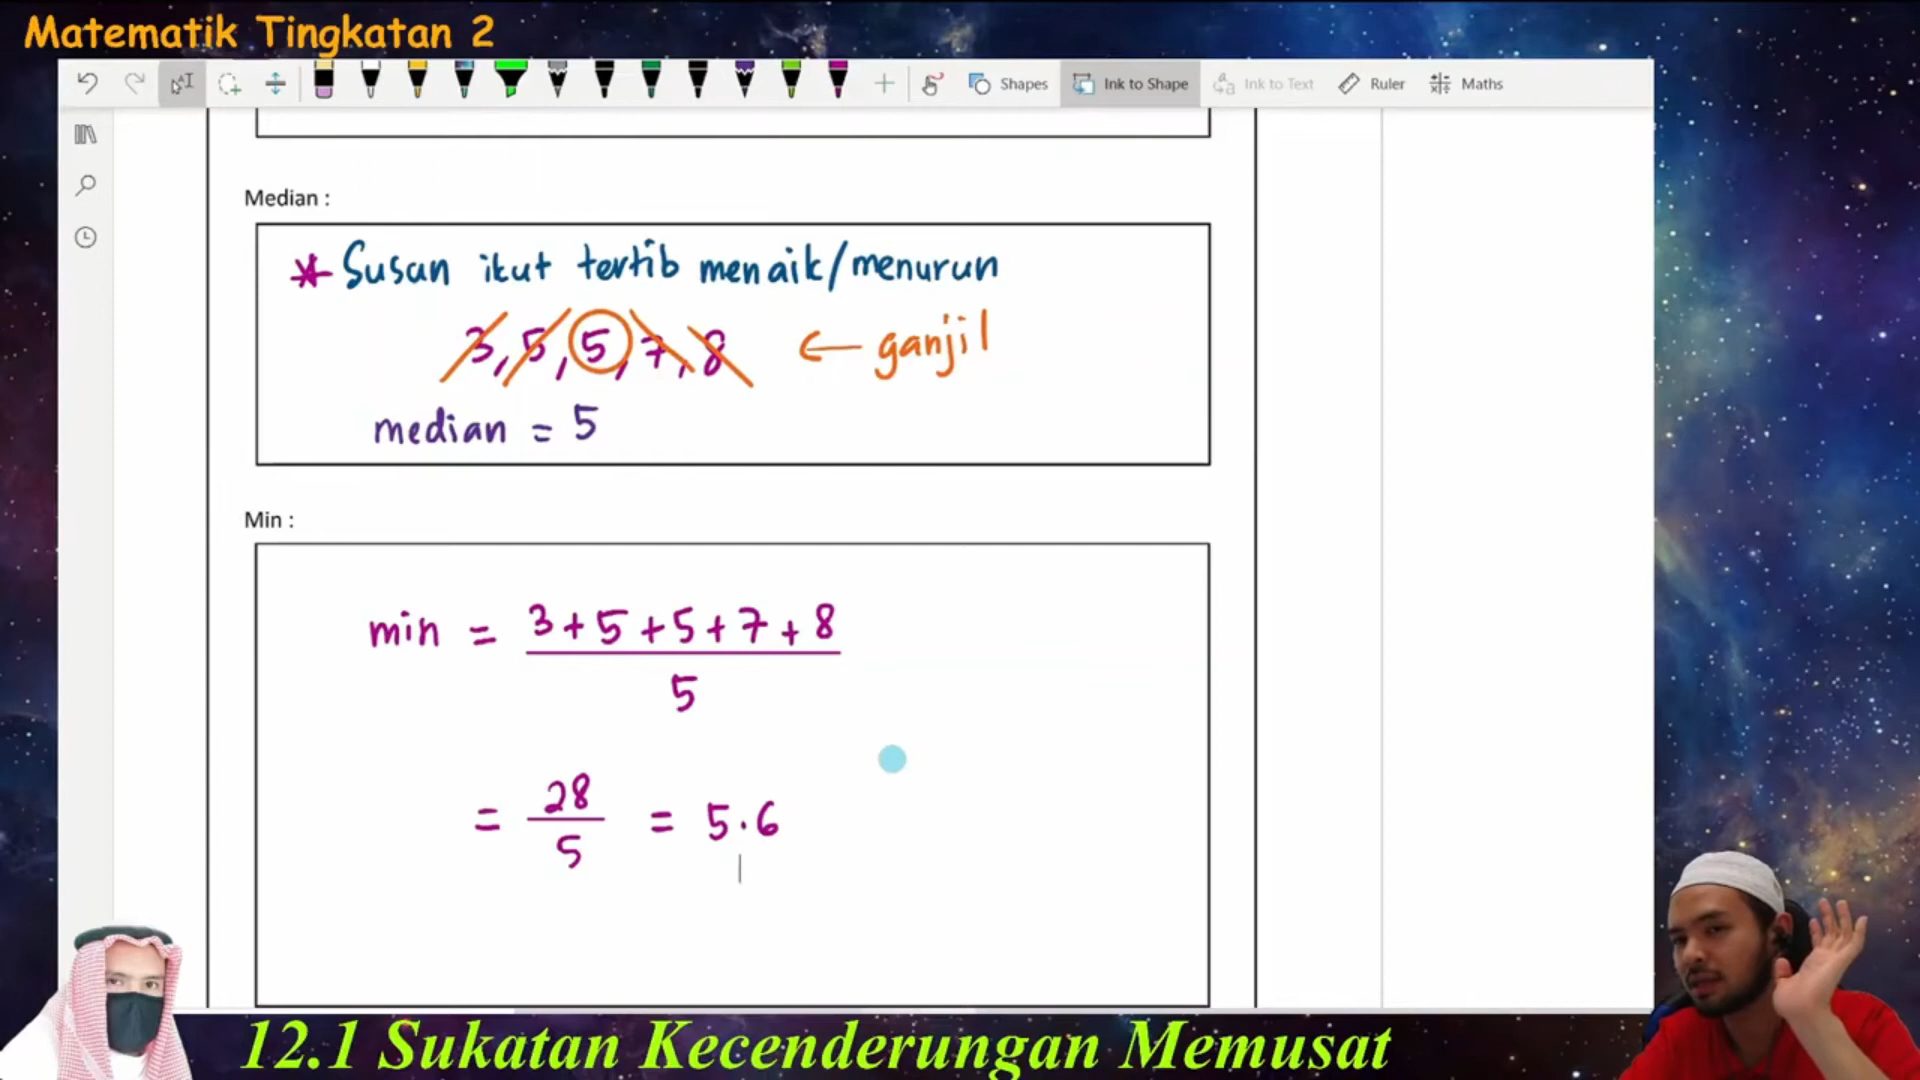 Matematik Tingkatan 2
Shapes Ink to Shape Ink to Text Ruler Maths
Median :
* Susan ikut tertib menaik/menurun
3, 5, 5, 7, 8 ← ganjil
median = 5
Min :
min = 3+5+5+7+8
5
= 28 = 5.6
5
12.1 Sukatan Kecenderungan Memusat